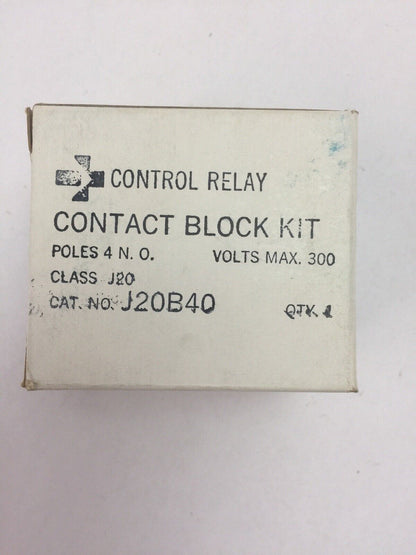 CONTROL RELAY
CONTACT BLOCK KIT
POLES 4 N. O. VOLTS MAX. 300
CLASS J20
CAT. NO. J20B40 QTY. 1